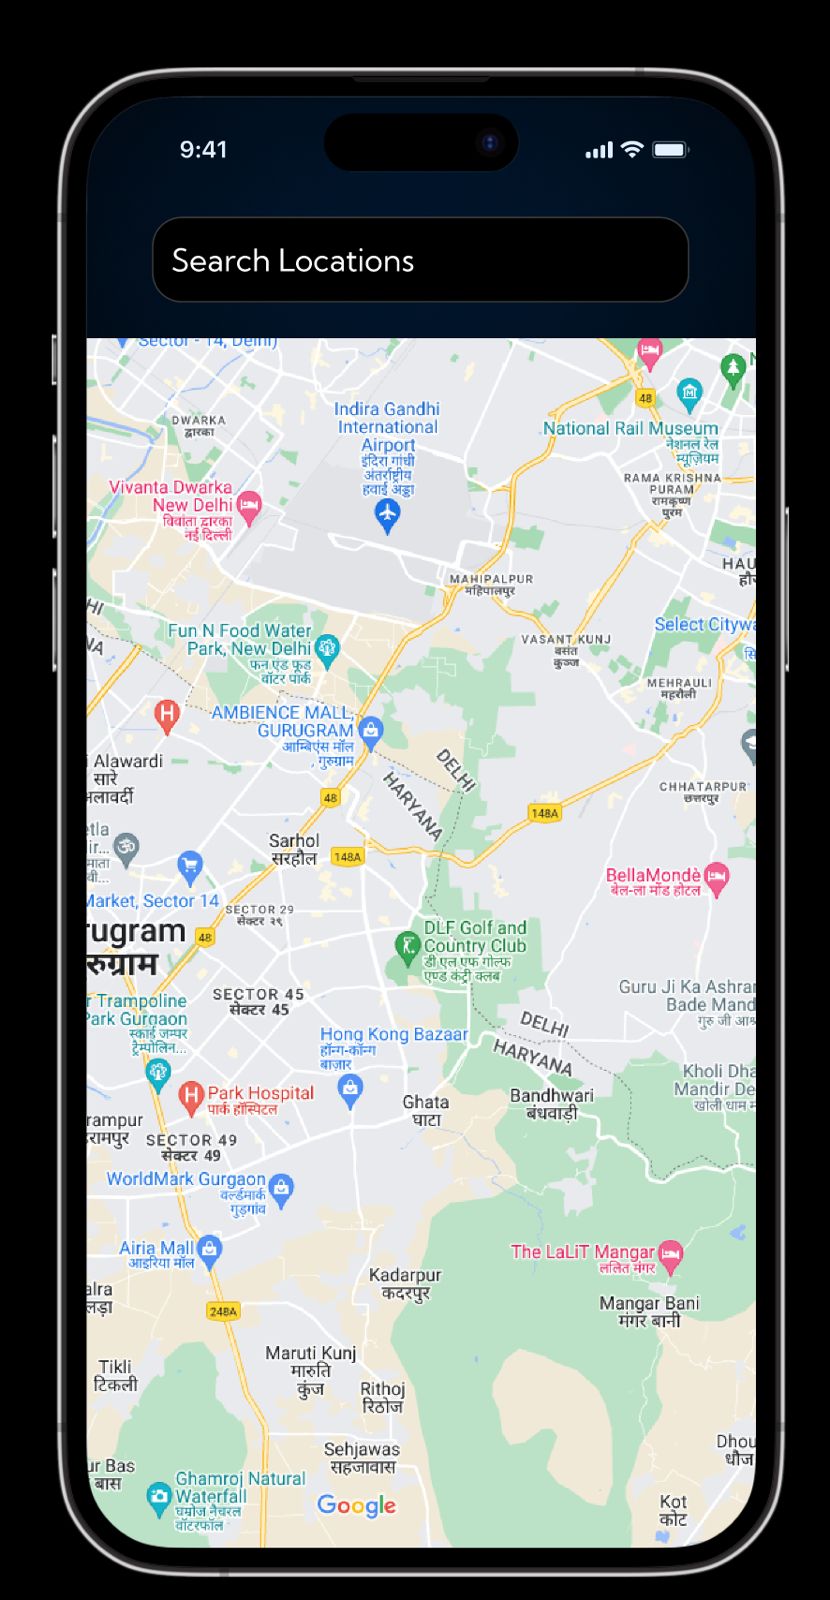 9:41
Search Locations
Sector - 14, Delhi)
48
DWARKA
द्वारका
Indira Gandhi
International
Airport
इंदिरा गांधी
अंतर्राष्ट्रीय
हवाई अड्डा
National Rail Museum
नेशनल रेल
म्यूज़ियम
Vivanta Dwarka
New Delhi
विवांता द्वारका
नई दिल्ली
RAMA KRISHNA
PURAM
रामकृष्ण
पुरम
MAHIPALPUR
महिपालपुर
Fun N Food Water
Park, New Delhi
फन एंड फ़ूड
वॉटर पार्क
VASANT KUNJ
वसंत
कुञ्ज
Select Cityw
MEHRAULI
महरौली
AMBIENCE MALL,
GURUGRAM
आम्बिएंस मॉल
, गुरुग्राम
DELHI
HARYANA
i Alawardi
सारे
अलावर्दी
CHHATARPUR
छत्तरपुर
48
148A
Sarhol
सरहौल
148A
माता
Market, Sector 14
BellaMondè
बेल-ला मोंड होटल
SECTOR 29
सेक्टर २९
rugram
रुग्राम
48
DLF Golf and
Country Club
डी एल एफ गोल्फ
एण्ड कंट्री क्लब
SECTOR 45
सेक्टर 45
Guru Ji Ka Ashra
Bade Mand
गुरु जी आश्र
r Trampoline
Park Gurgaon
स्काई जम्पर
ट्रैम्पोलिन...
Hong Kong Bazaar
हॉन्ग-कॉन्ग
बाज़ार
DELHI
HARYANA
Kholi Dha
Mandir De
खोली धाम म
Park Hospital
पार्क हॉस्पिटल
Ghata
घाटा
Bandhwari
बंधवाड़ी
rampur
रामपुर
SECTOR 49
सेक्टर 49
WorldMark Gurgaon
वर्ल्डमार्क
गुड़गांव
Airia Mall
आइरिया मॉल
The LaLiT Mangar
ललित मंगर
Kadarpur
कदरपुर
alra
लड़ा
248A
Mangar Bani
मंगर बानी
Maruti Kunj
मारुति
कुंज
Tikli
टिकली
Rithoj
रिठोज
Sehjawas
सहजावास
Dhou
धौज
ur Bas
बास
Ghamroj Natural
Waterfall
घमोज नैचरल
वॉटरफॉल
Google
Kot
कोट